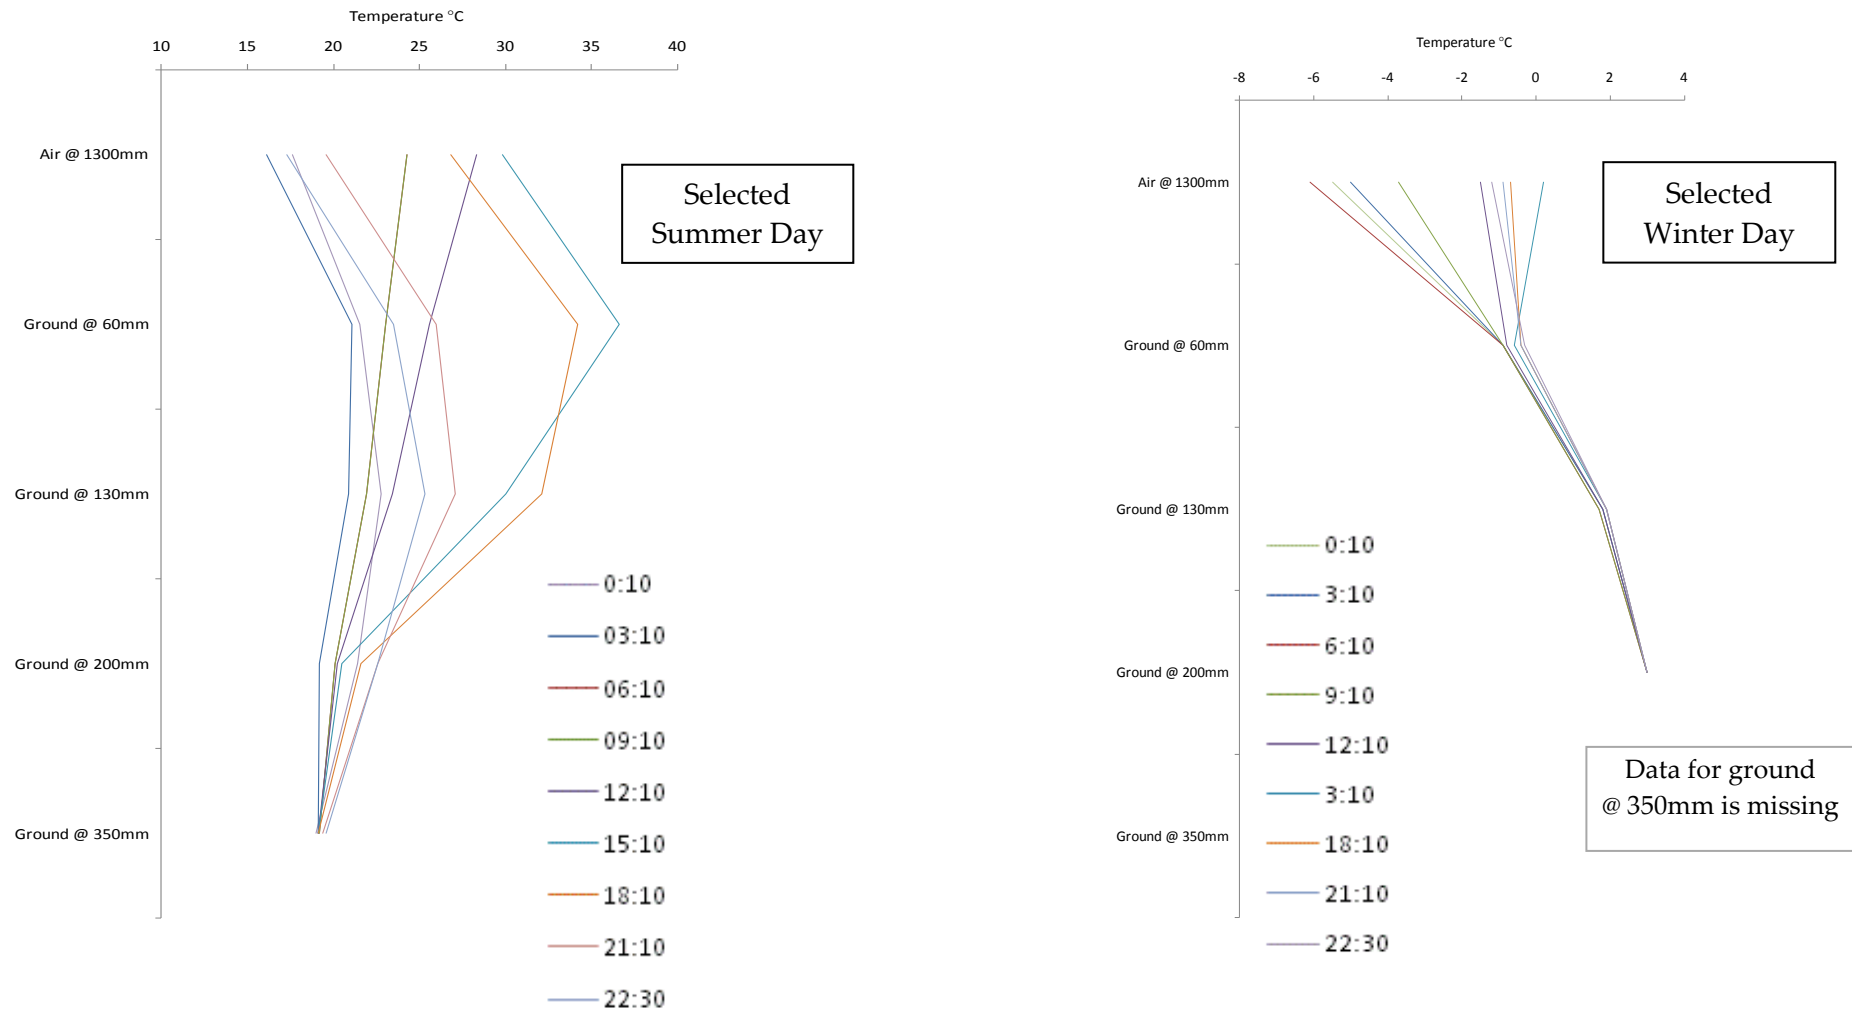 Temperature °C
10 15 20 25 30 35 40
Air @ 1300mm
Ground @ 60mm
Ground @ 130mm
Ground @ 200mm
Ground @ 350mm
Selected
Summer Day
0:10
03:10
06:10
09:10
12:10
15:10
18:10
21:10
22:30
Temperature °C
-8 -6 -4 -2 0 2 4
Air @ 1300mm
Ground @ 60mm
Ground @ 130mm
Ground @ 200mm
Ground @ 350mm
Selected
Winter Day
0:10
3:10
6:10
9:10
12:10
3:10
18:10
21:10
22:30
Data for ground
@ 350mm is missing